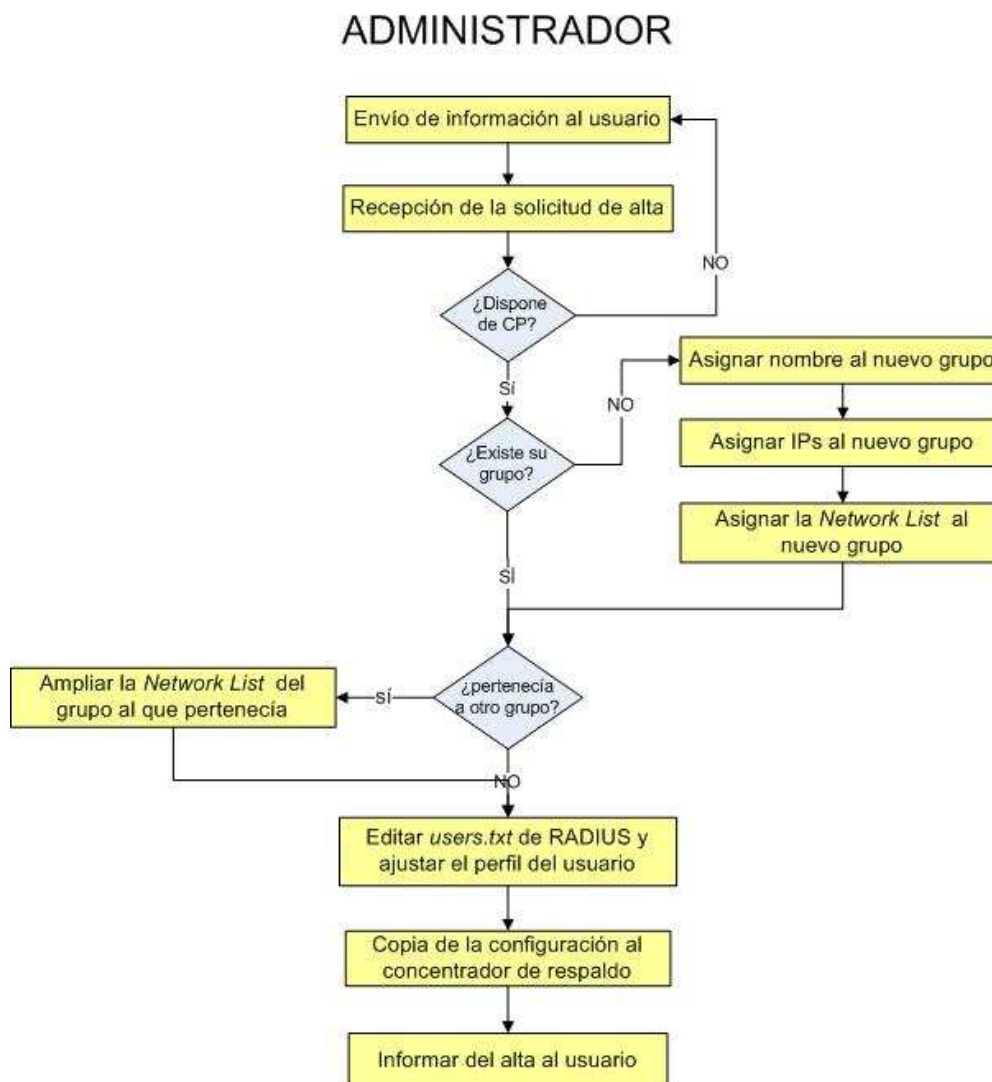 ADMINISTRADOR
Envío de información al usuario
Recepción de la solicitud de alta
NO
¿Dispone
de CP?
Asignar nombre al nuevo grupo
Sí
NO
¿Existe su
grupo?
Asignar IPs al nuevo grupo
Asignar la Network List al
nuevo grupo
SÍ
Ampliar la Network List del
grupo al que pertenecía
sí
¿pertenecía
a otro grupo?
NO
Editar users.txt de RADIUS y
ajustar el perfil del usuario
Copia de la configuración al
concentrador de respaldo
Informar del alta al usuario